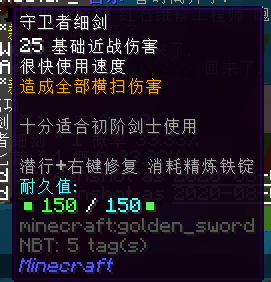 守卫者细剑
25 基础近战伤害
很快使用速度
造成全部横扫伤害
十分适合初阶剑士使用
潜行+右键修复 消耗精炼铁锭
耐久值:
150 / 150
minecraft:golden_sword
NBT: 5 tag(s)
Minecraft